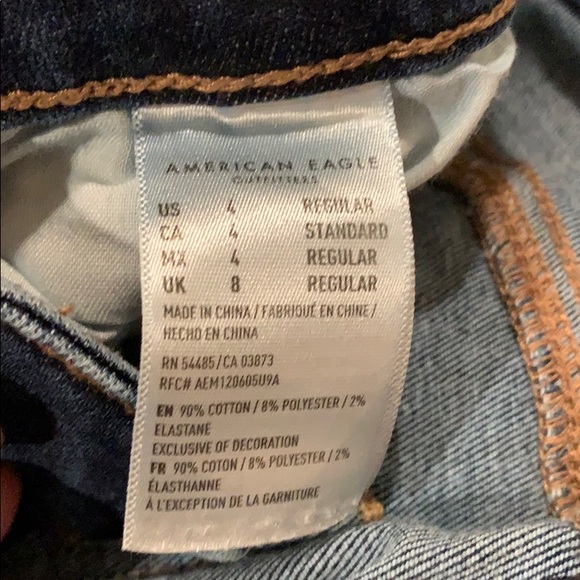 AMERICAN EAGLE
OUTFITTERS
US 4 REGULAR
CA 4 STANDARD
MX 4 REGULAR
UK 8 REGULAR
MADE IN CHINA / FABRIQUÉ EN CHINE /
HECHO EN CHINA
RN 54485 / CA 03873
RFC# AEM120605U9A
EN 90% COTTON / 8% POLYESTER / 2%
ELASTANE
EXCLUSIVE OF DECORATION
FR 90% COTON / 8% POLYESTER / 2%
ÉLASTHANNE
À L'EXCEPTION DE LA GARNITURE